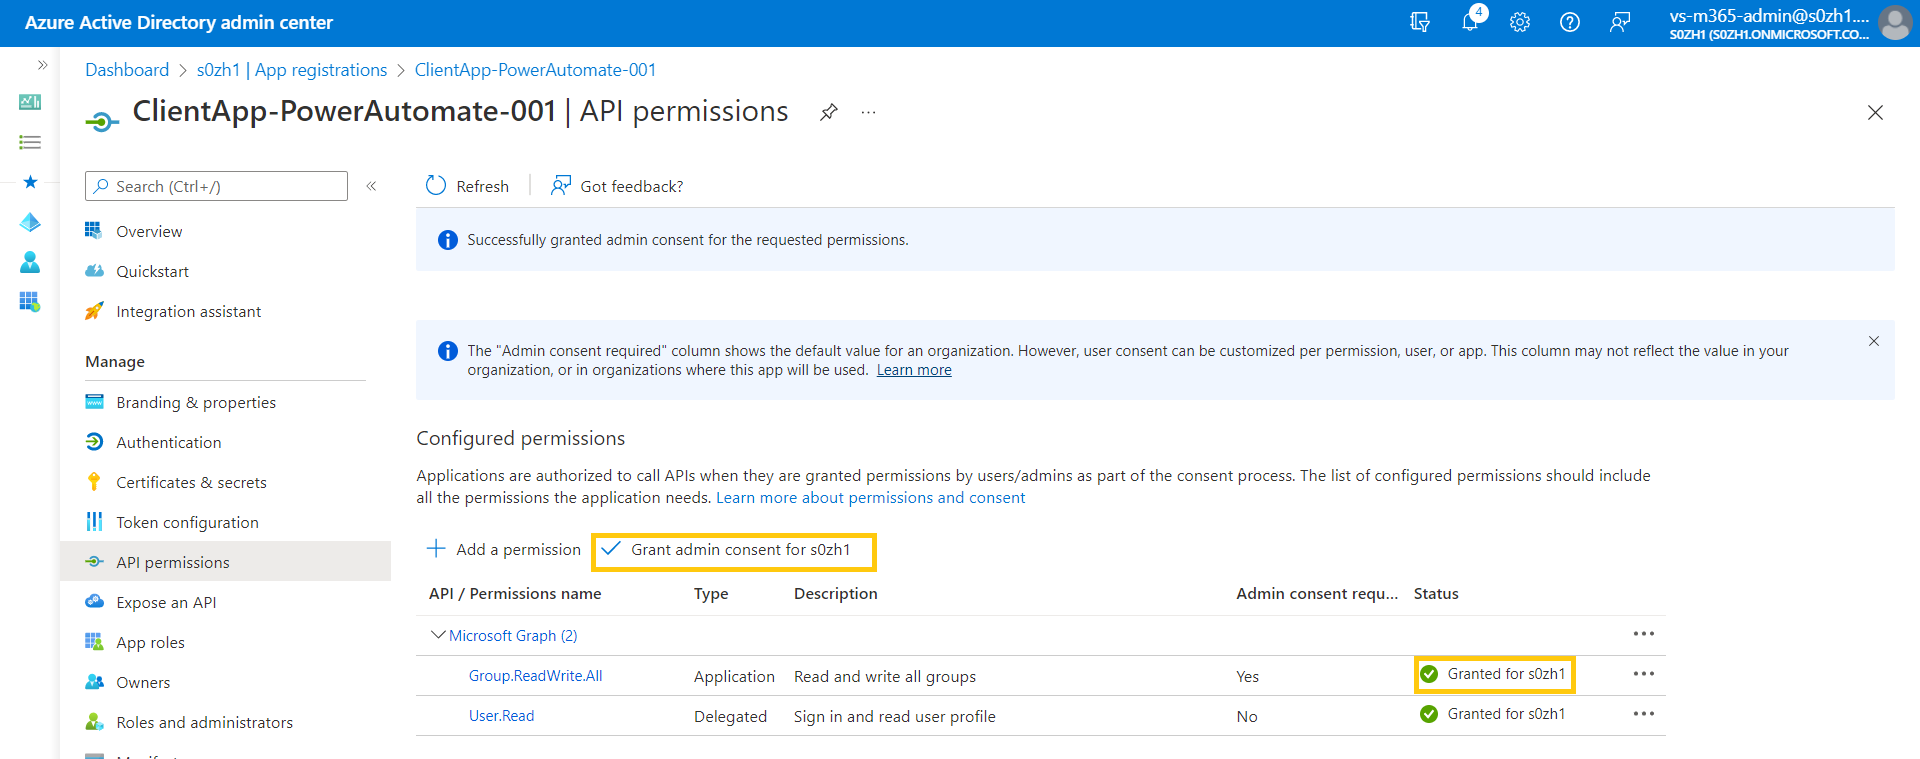 Azure Active Directory admin center
4
vs-m365-admin@s0zh1....
S0ZH1 (S0ZH1.ONMICROSOFT.CO...
Dashboard > s0zh1 | App registrations > ClientApp-PowerAutomate-001
ClientApp-PowerAutomate-001 | API permissions
Search (Ctrl+/)
Refresh
Got feedback?
Overview
Quickstart
Integration assistant
Manage
Branding & properties
Authentication
Certificates & secrets
Token configuration
API permissions
Expose an API
App roles
Owners
Roles and administrators
Successfully granted admin consent for the requested permissions.
The "Admin consent required" column shows the default value for an organization. However, user consent can be customized per permission, user, or app. This column may not reflect the value in your
organization, or in organizations where this app will be used. Learn more
Configured permissions
Applications are authorized to call APIs when they are granted permissions by users/admins as part of the consent process. The list of configured permissions should include
all the permissions the application needs. Learn more about permissions and consent
Add a permission
Grant admin consent for s0zh1
API / Permissions name Type Description Admin consent requ... Status
Microsoft Graph (2)
Group.ReadWrite.All Application Read and write all groups Yes Granted for s0zh1
User.Read Delegated Sign in and read user profile No Granted for s0zh1